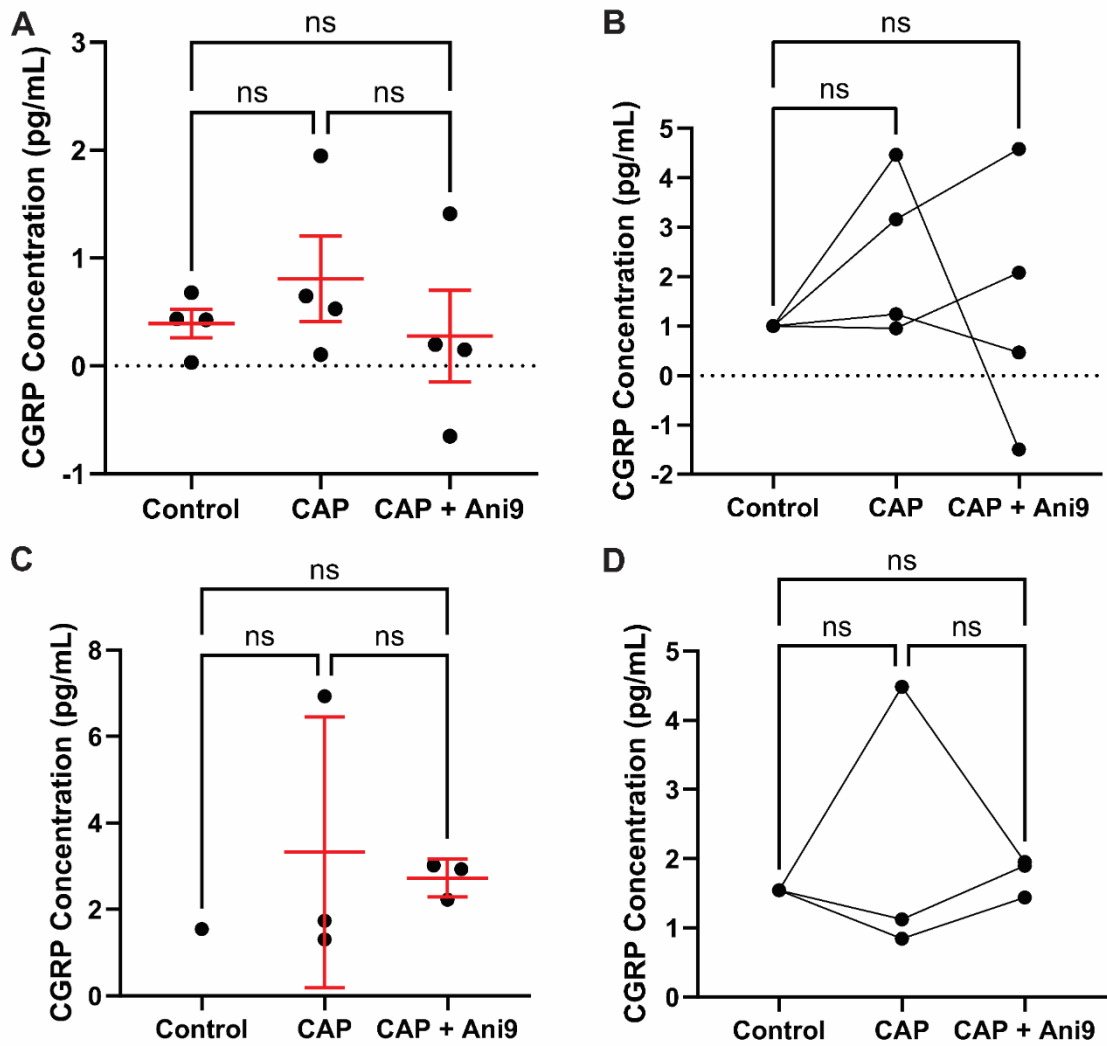 A
ns
ns
ns
CGRP Concentration (pg/mL)
3
2
1
0
-1
Control
CAP
CAP + Ani9
B
ns
ns
CGRP Concentration (pg/mL)
5
4
3
2
1
0
-1
-2
Control
CAP
CAP + Ani9
C
ns
ns
ns
CGRP Concentration (pg/mL)
8
6
4
2
0
Control
CAP
CAP + Ani9
D
ns
ns
ns
CGRP Concentration (pg/mL)
5
4
3
2
1
0
Control
CAP
CAP + Ani9